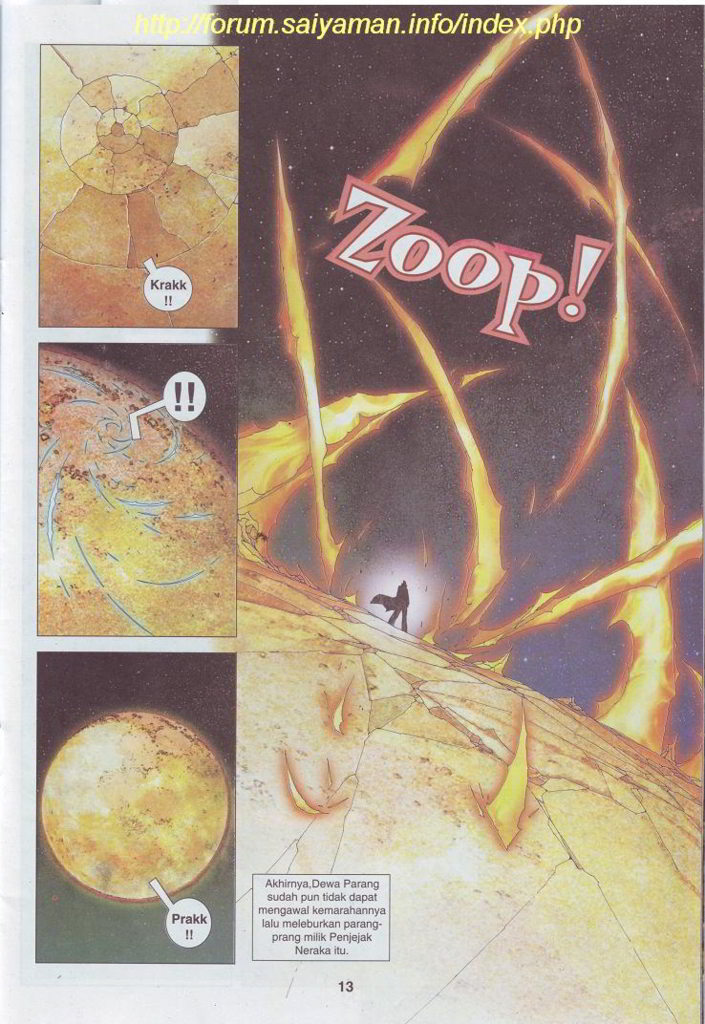 http://forum.saiyaman.info/index.php
Krakk
!!
Zoop!
!!
Prakk
!!
Akhirnya,Dewa Parang
sudah pun tidak dapat
mengawal kemarahannya
lalu meleburkan parang-
prang milik Penjejak
Neraka itu.
13